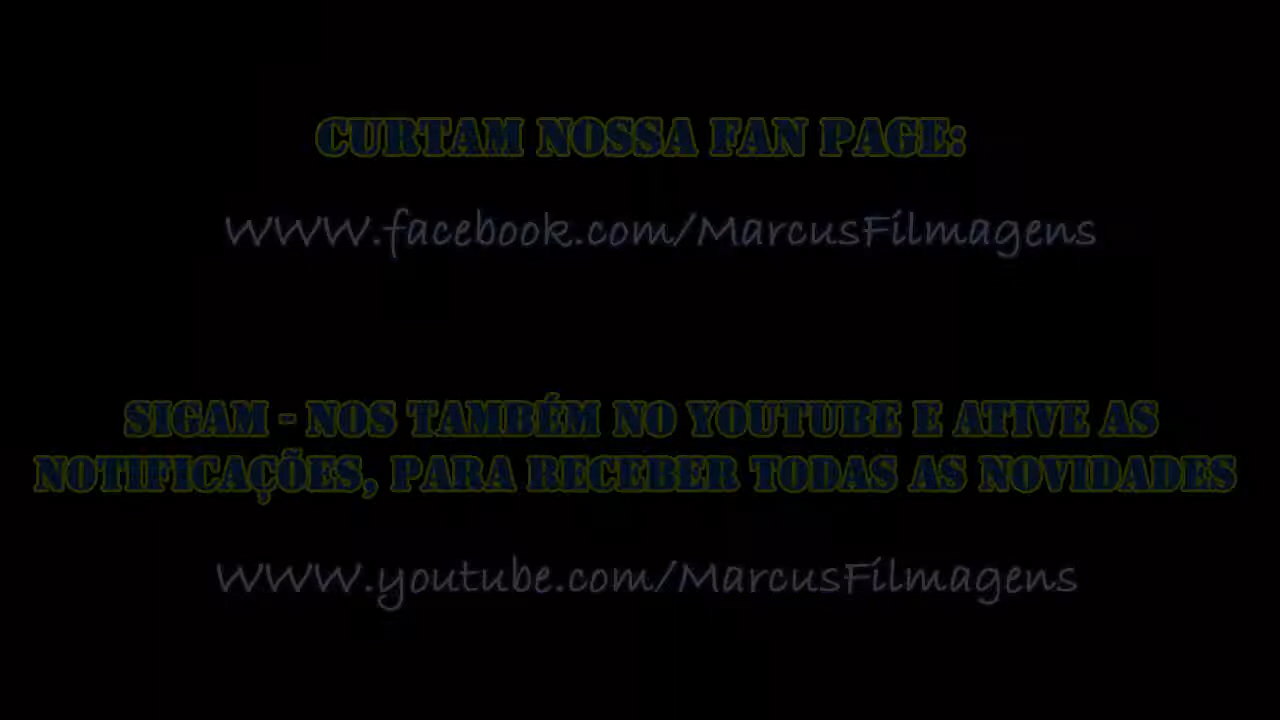 CURTAM NOSSA FAN PAGE:
WWW.facebook.com/MarcusFilmagens
SIGAM - NOS TAMBÉM NO YOUTUBE E ATIVE AS
NOTIFICAÇÕES, PARA RECEBER TODAS AS NOVIDADES
WWW.youtube.com/MarcusFilmagens